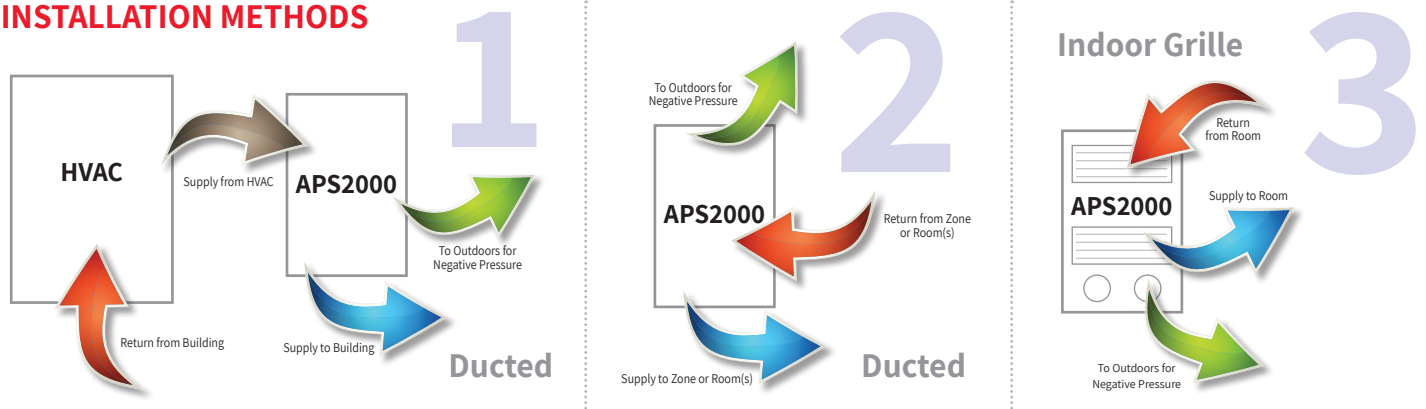 INSTALLATION METHODS
1
HVAC
Supply from HVAC
APS2000
To Outdoors for
Negative Pressure
Return from Building
Supply to Building
Ducted
2
To Outdoors for
Negative Pressure
APS2000
Return from Zone
or Room(s)
Supply to Zone or Room(s)
Ducted
Indoor Grille
3
Return
from Room
APS2000
Supply to Room
To Outdoors for
Negative Pressure